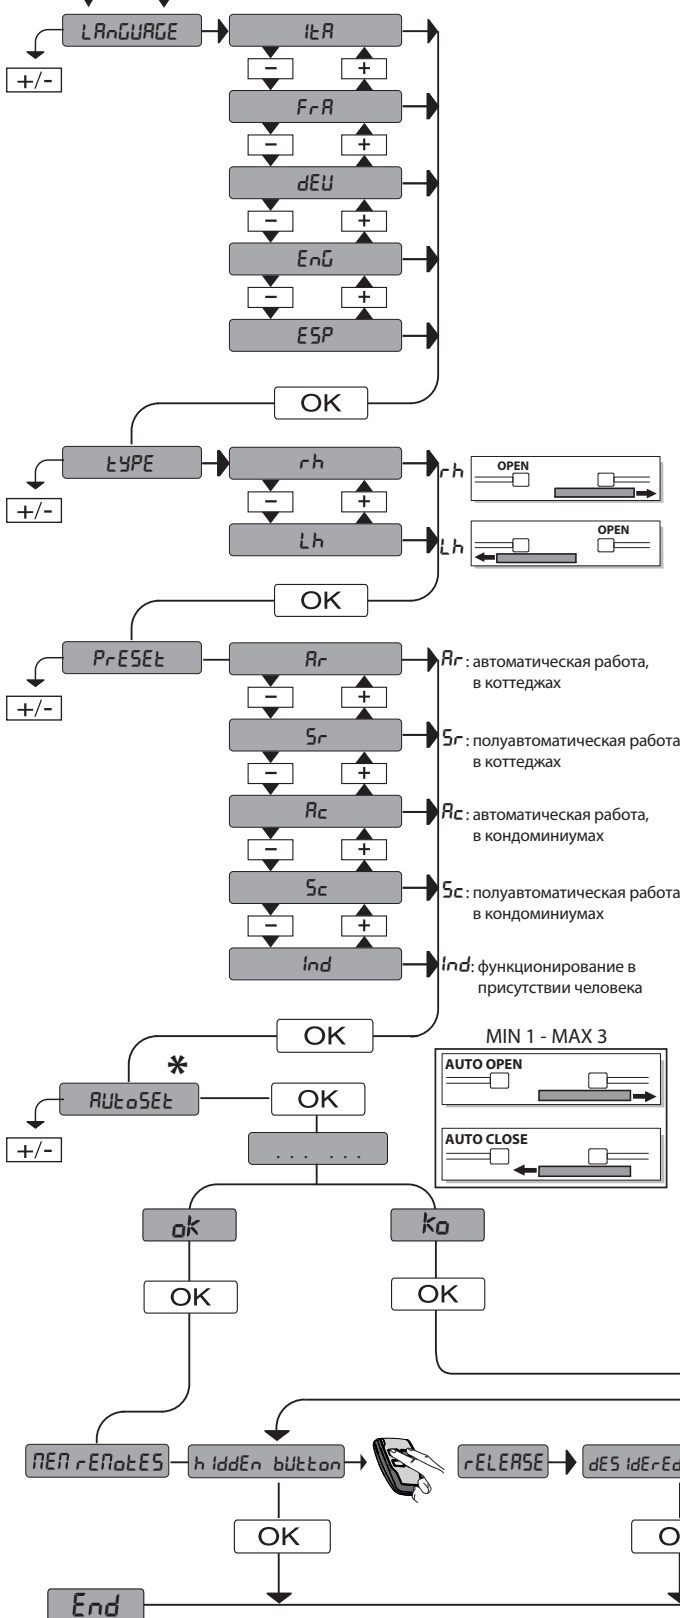 LANGUAGE
ItA
+/-
- +
FrA
- +
dEU
- +
EnG
- +
ESP
OK
tYPE
rh
rh
OPEN
+/-
- +
Lh
Lh
OPEN
OK
PrESEt
Ar
Ar: автоматическая работа,
в коттеджах
+/-
- +
Sr
Sr: полуавтоматическая работа
в коттеджах
- +
Ac
Ac: автоматическая работа,
в кондоминиумах
- +
Sc
Sc: полуавтоматическая работа
в кондоминиумах
- +
Ind
Ind: функционирование в
присутствии человека
OK
MIN 1 - MAX 3
*
AUTO OPEN
AUtoSEt
OK
AUTO CLOSE
+/-
... ...
ok
ko
OK
OK
MEM rEMotES
hIddEn bUtton
rELEASE
dESIdErEd
OK
End